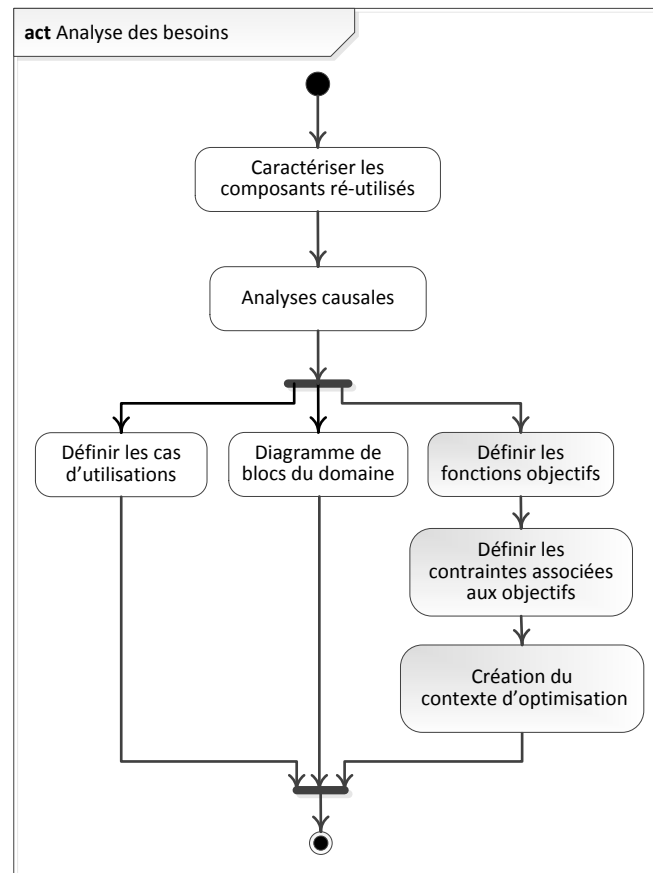 act Analyse des besoins
Caractériser les
composants ré-utilisés
Analyses causales
Définir les cas
d’utilisations
Diagramme de
blocs du domaine
Définir les
fonctions objectifs
Définir les
contraintes associées
aux objectifs
Création du
contexte d’optimisation